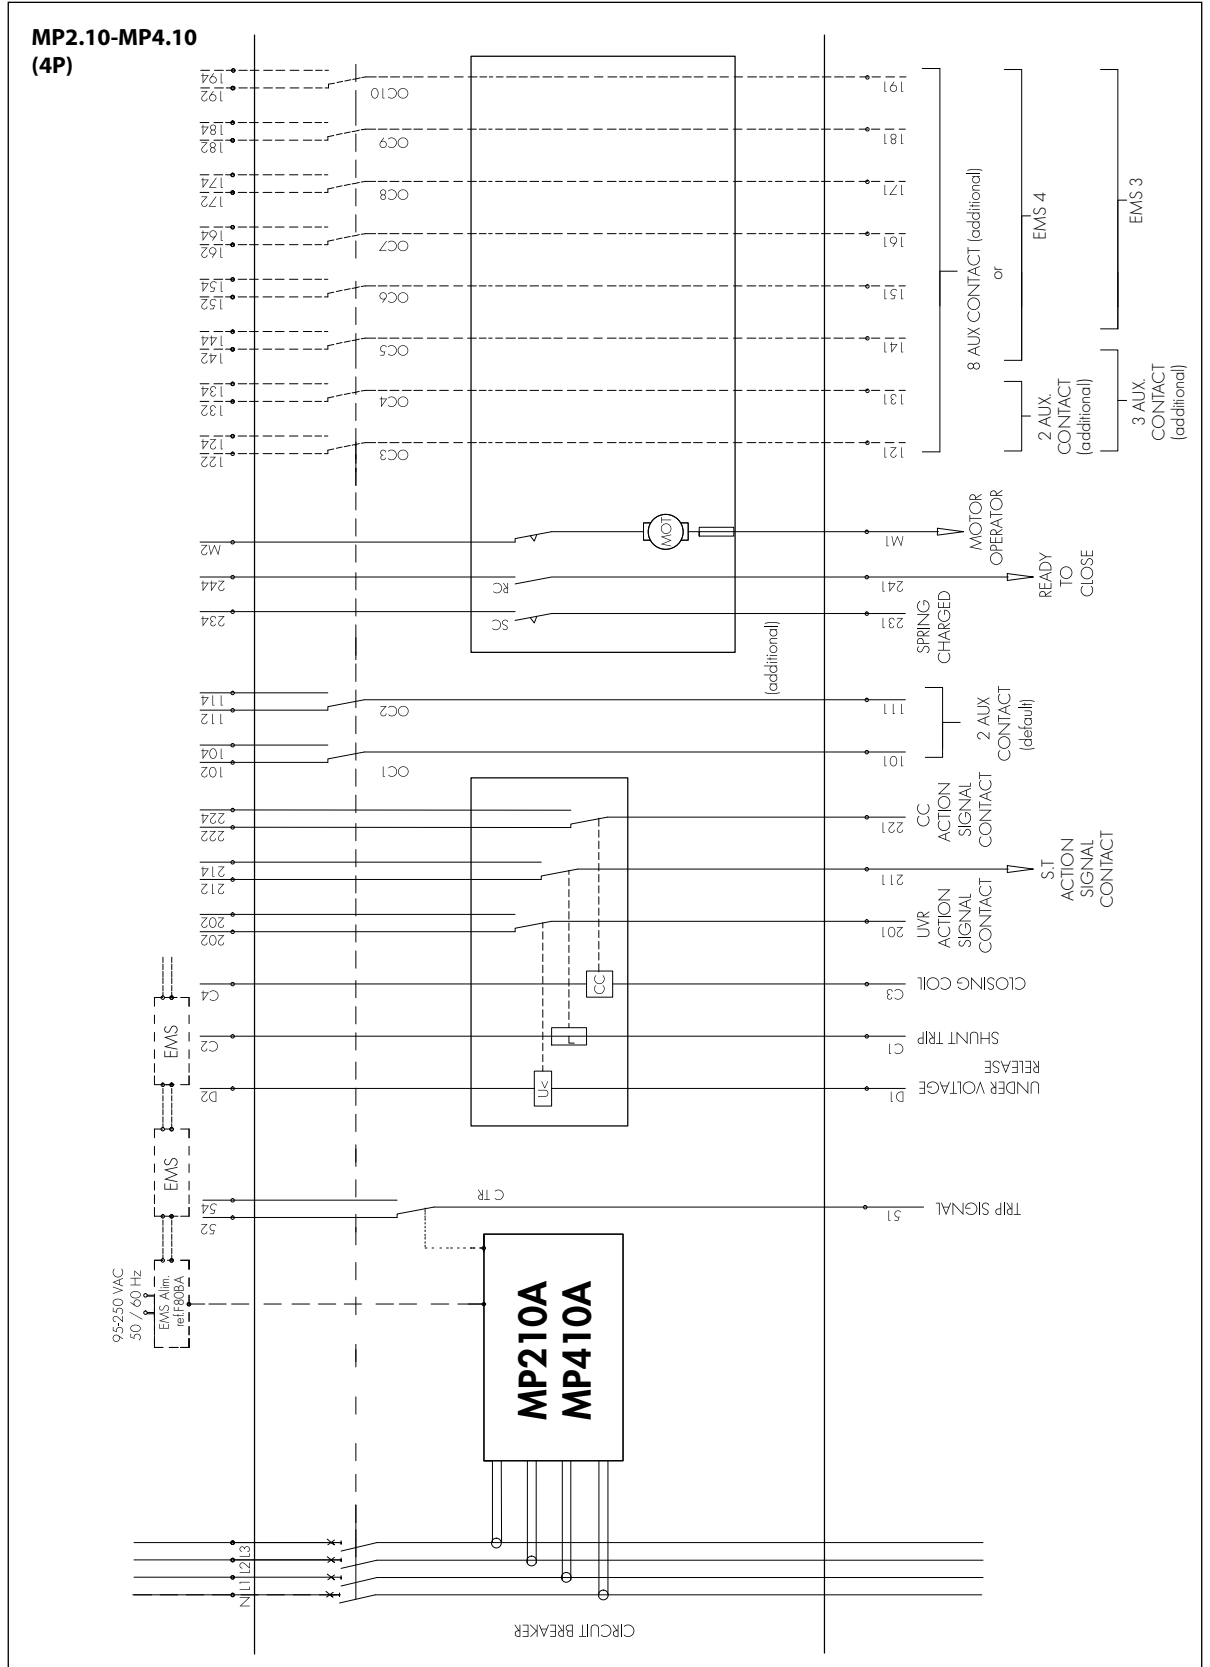 MP2.10-MP4.10
(4P)
194
192
OC10
191
184
182
OC9
181
174
172
OC8
171
164
162
OC7
161
154
152
OC6
151
144
142
OC5
141
134
132
OC4
131
124
122
OC3
121
8 AUX CONTACT (additional)
or
EMS 4
EMS 3
2 AUX.
CONTACT
(additional)
3 AUX.
CONTACT
(additional)
M2
MOT
M1
MOTOR
OPERATOR
244
RC
241
READY
TO
CLOSE
234
SC
231
SPRING
CHARGED
(additional)
114
112
OC2
111
104
102
OC1
101
2 AUX
CONTACT
(default)
224
222
221
CC
ACTION
SIGNAL
CONTACT
214
212
211
S.T
ACTION
SIGNAL
CONTACT
202
202
201
UVR
ACTION
SIGNAL
CONTACT
C4
CC
C3
CLOSING COIL
C2
L
C1
SHUNT TRIP
D2
U<
D1
UNDER VOLTAGE
RELEASE
EMS
EMS
EMS Alim.
ref.F80BA
95-250 VAC
50 / 60 Hz
54
52
C TR
51
TRIP SIGNAL
MP210A
MP410A
L3
L2
L1
N
CIRCUIT BREAKER